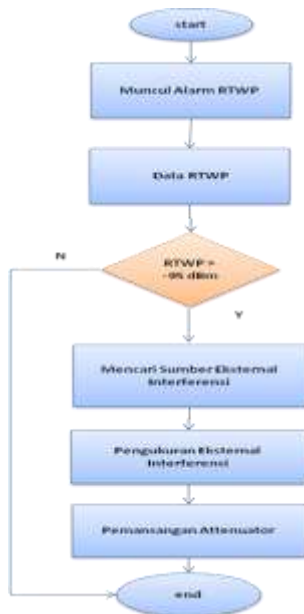 start
Muncul Alarm RTWP
Data RTWP
N
RTWP =
-95 dBm
Y
Mencari Sumber Eksternal
Interferensi
Pengukuran Eksternal
Interferensi
Pemansangan Attenuator
end